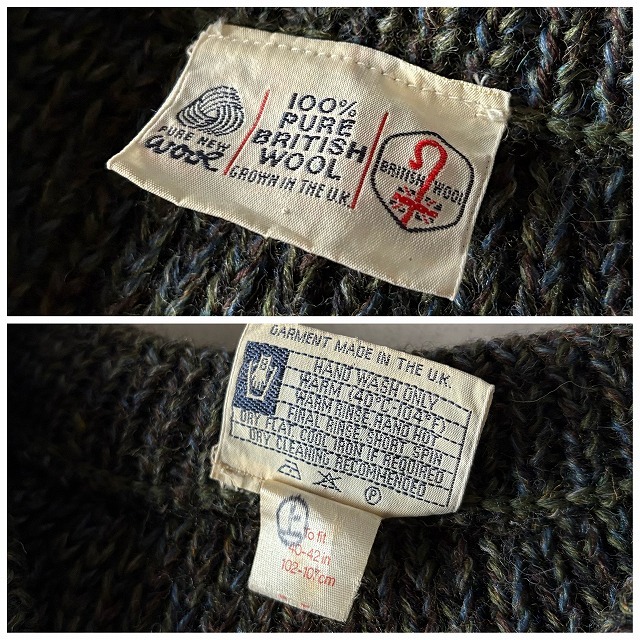 PURE NEW
Wool
100%
PURE
BRITISH
WOOL
GROWN IN THE U.K.
BRITISH WOOL
GARMENT MADE IN THE U.K.
HAND WASH ONLY
WARM (40°C-104°F)
WARM RINSE, HAND HOT
FINAL RINSE, SHORT SPIN
DRY FLAT, COOL IRON IF REQUIRED
DRY CLEANING RECOMMENDED
P
To fit
40-42 in
102-107 cm